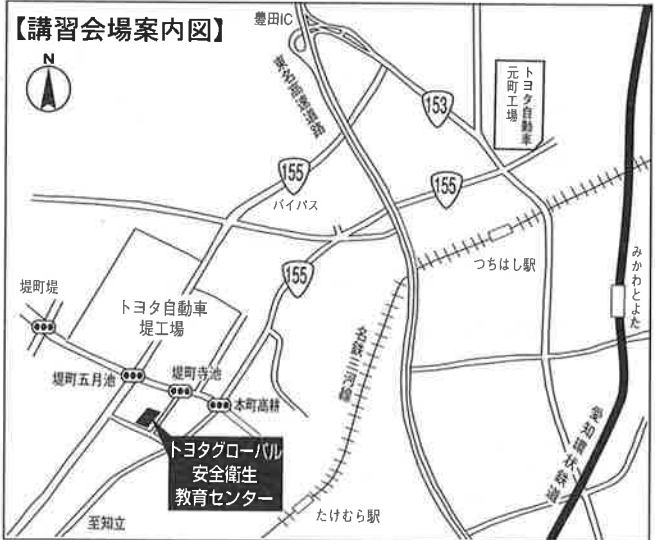 【講習会場案内図】
豊田IC
N
東名高速道路
153
トヨタ自動車
元町工場
155
バイパス
155
つちはし駅
みかわとよた
堤町堤
トヨタ自動車
堤工場
155
名鉄三河線
堤町五月池
堤町寺池
本町高耕
愛知環状鉄道
トヨタグローバル
安全衛生
教育センター
至知立
たけむら駅